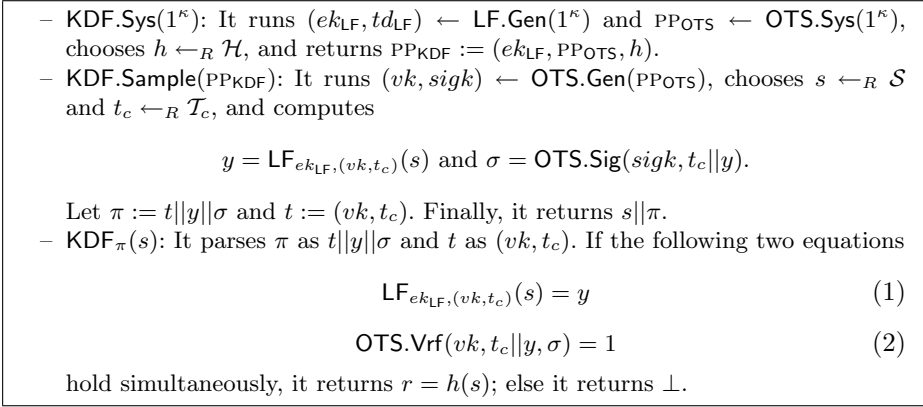 – KDF.Sys(1^κ): It runs (ek_LF, td_LF) ← LF.Gen(1^κ) and PP_OTS ← OTS.Sys(1^κ),
chooses h ←_R ℋ, and returns PP_KDF := (ek_LF, PP_OTS, h).
– KDF.Sample(PP_KDF): It runs (vk, sigk) ← OTS.Gen(PP_OTS), chooses s ←_R 𝒮
and t_c ←_R 𝒯_c, and computes
y = LF_{ek_LF,(vk,t_c)}(s) and σ = OTS.Sig(sigk, t_c||y).
Let π := t||y||σ and t := (vk, t_c). Finally, it returns s||π.
– KDF_π(s): It parses π as t||y||σ and t as (vk, t_c). If the following two equations
LF_{ek_LF,(vk,t_c)}(s) = y (1)
OTS.Vrf(vk, t_c||y, σ) = 1 (2)
hold simultaneously, it returns r = h(s); else it returns ⊥.